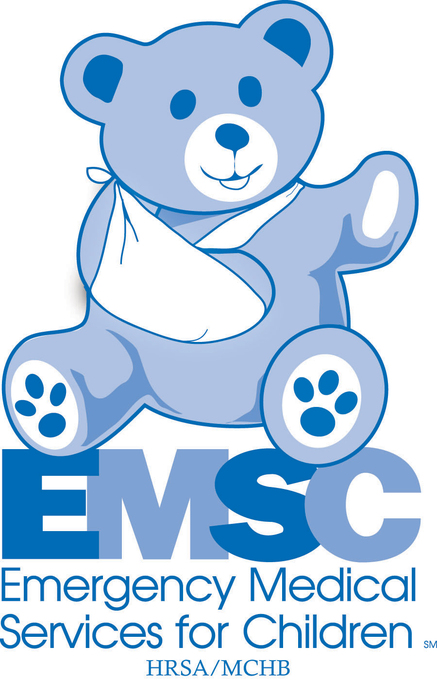 EMSC
Emergency Medical
Services for Children SM
HRSA/MCHB